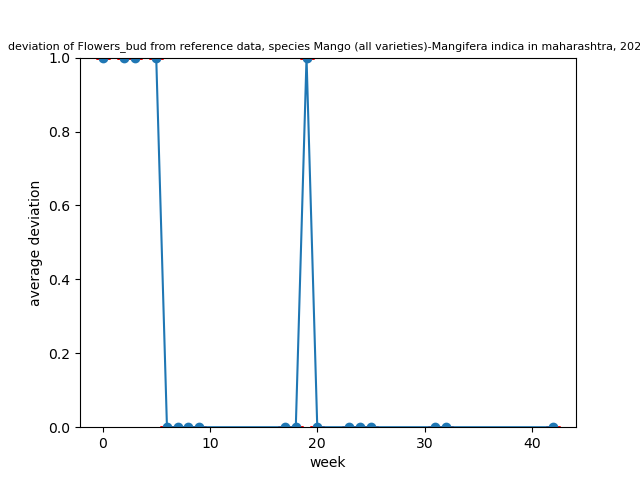 deviation of Flowers_bud from reference data, species Mango (all varieties)-Mangifera indica in maharashtra, 202
1.0
0.8
0.6
0.4
0.2
0.0
average deviation
0 10 20 30 40
week